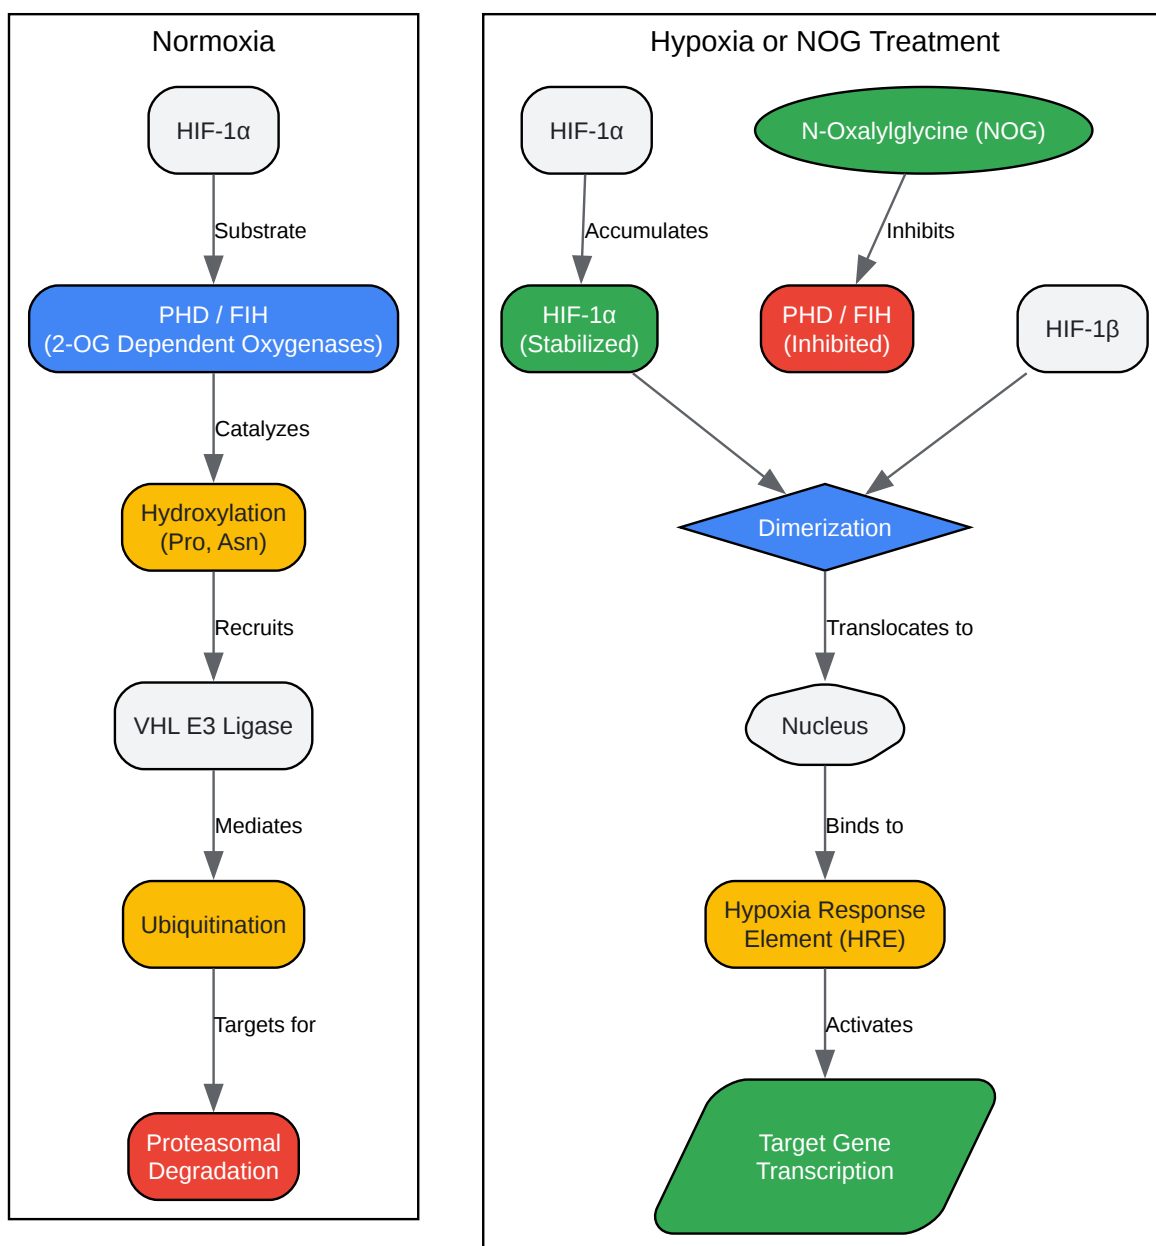 Normoxia
HIF-1α
Substrate
PHD / FIH
(2-OG Dependent Oxygenases)
Catalyzes
Hydroxylation
(Pro, Asn)
Recruits
VHL E3 Ligase
Mediates
Ubiquitination
Targets for
Proteasomal
Degradation
Hypoxia or NOG Treatment
HIF-1α
N-Oxalylglycine (NOG)
Accumulates
Inhibits
HIF-1α
(Stabilized)
PHD / FIH
(Inhibited)
HIF-1β
Dimerization
Translocates to
Nucleus
Binds to
Hypoxia Response
Element (HRE)
Activates
Target Gene
Transcription